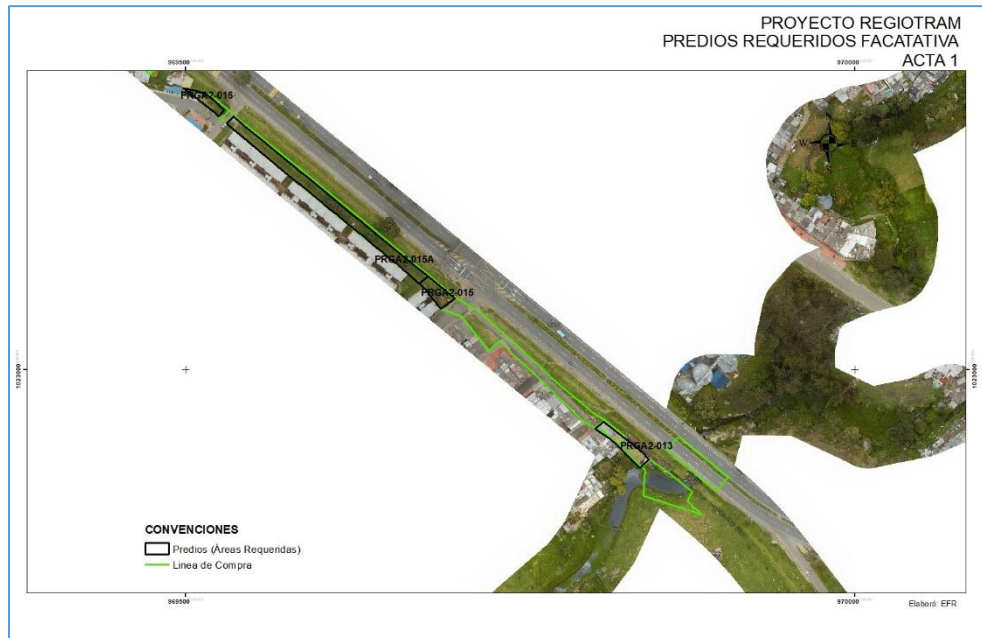 PROYECTO REGIOTRAM
PREDIOS REQUERIDOS FACATATIVA
ACTA 1
969500
970000
PRGA2-016
W
E
PRGA2-015A
PRGA2-015
1023000
1023000
PRGA2-013
CONVENCIONES
Predios (Áreas Requeridas)
Linea de Compra
969500
970000
Elaboró: EFR